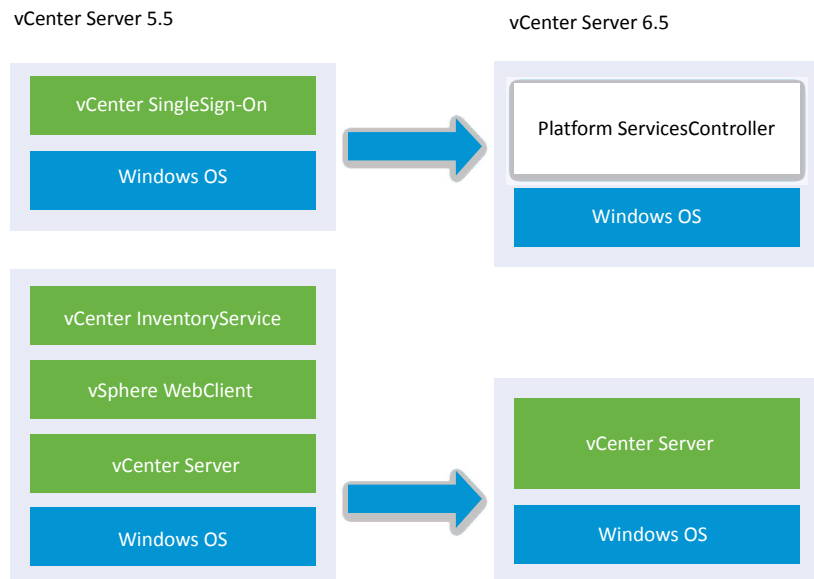 vCenter Server 5.5
vCenter Server 6.5
vCenter SingleSign-On
Windows OS
Platform ServicesController
Windows OS
vCenter InventoryService
vSphere WebClient
vCenter Server
Windows OS
vCenter Server
Windows OS